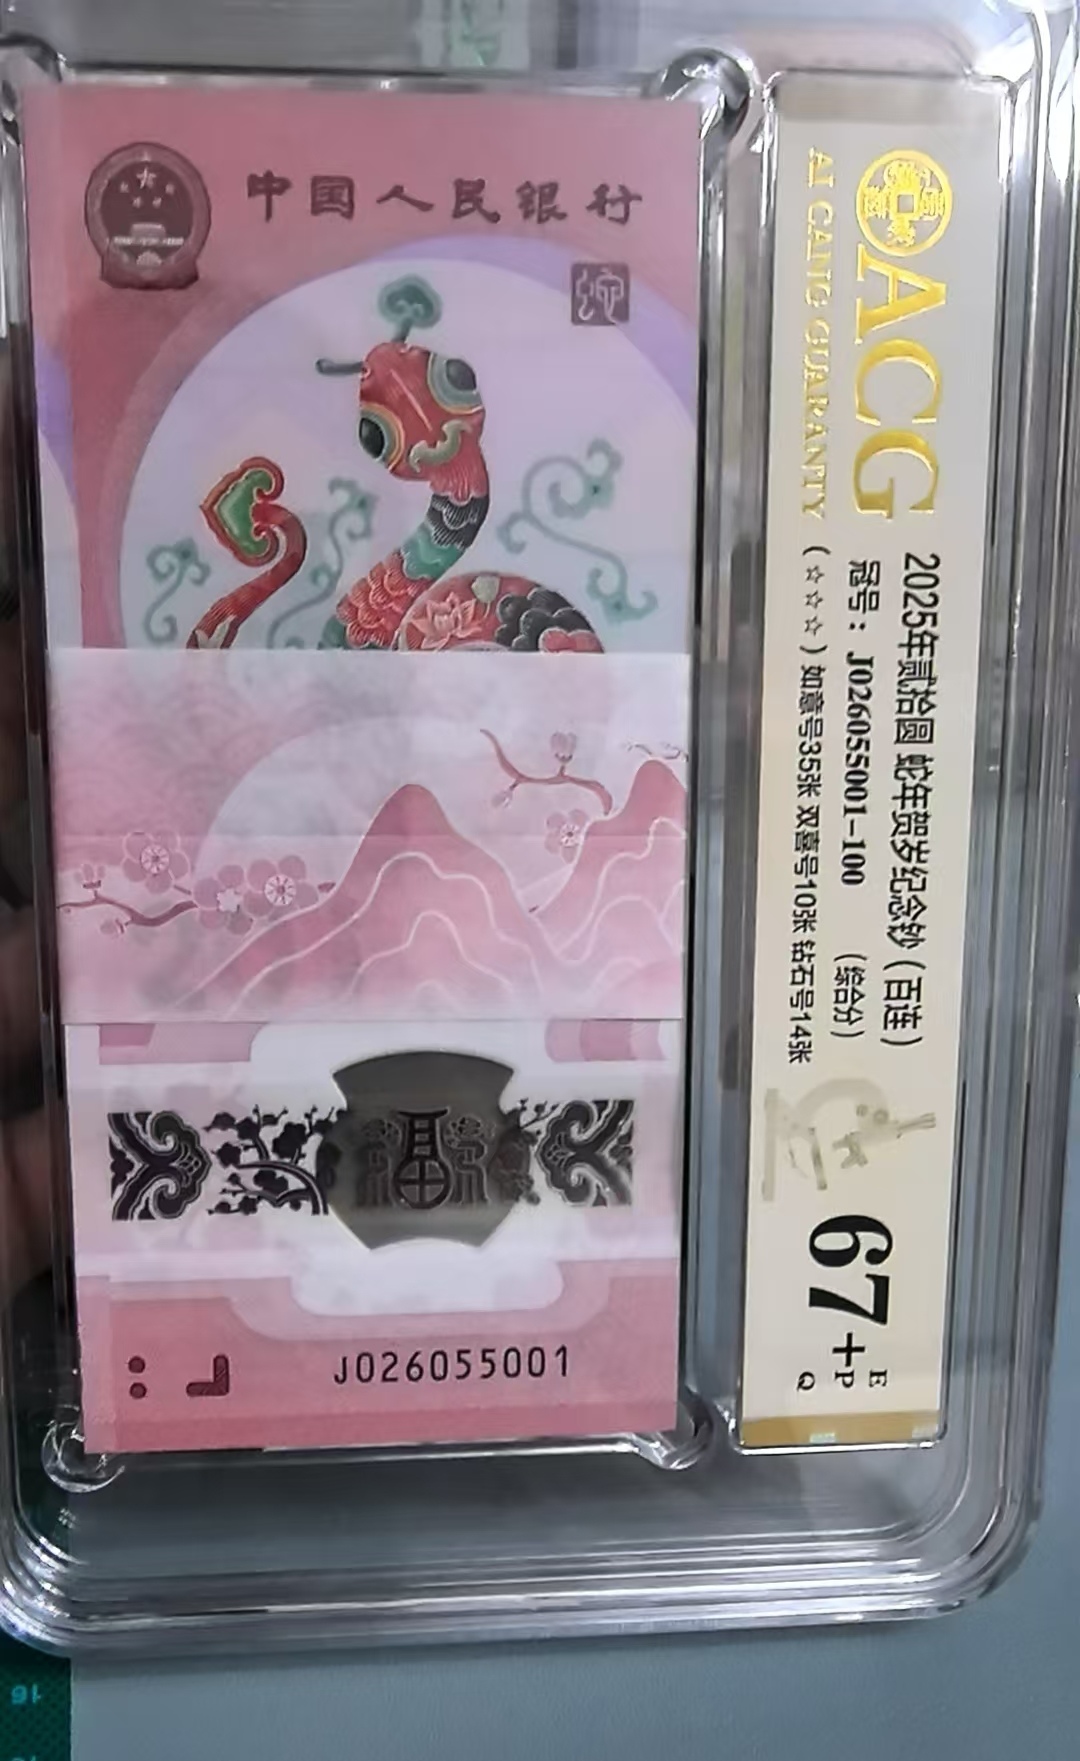 中国人民银行
蛇
J026055001
ACG
AI CANG GUARANTY
2025年贰拾圆 蛇年贺岁纪念钞（百连）
冠号：J026055001-100 （综合分）
（☆☆☆）如意号35张 双喜号10张 钻石号14张
67+
E
P
Q
16